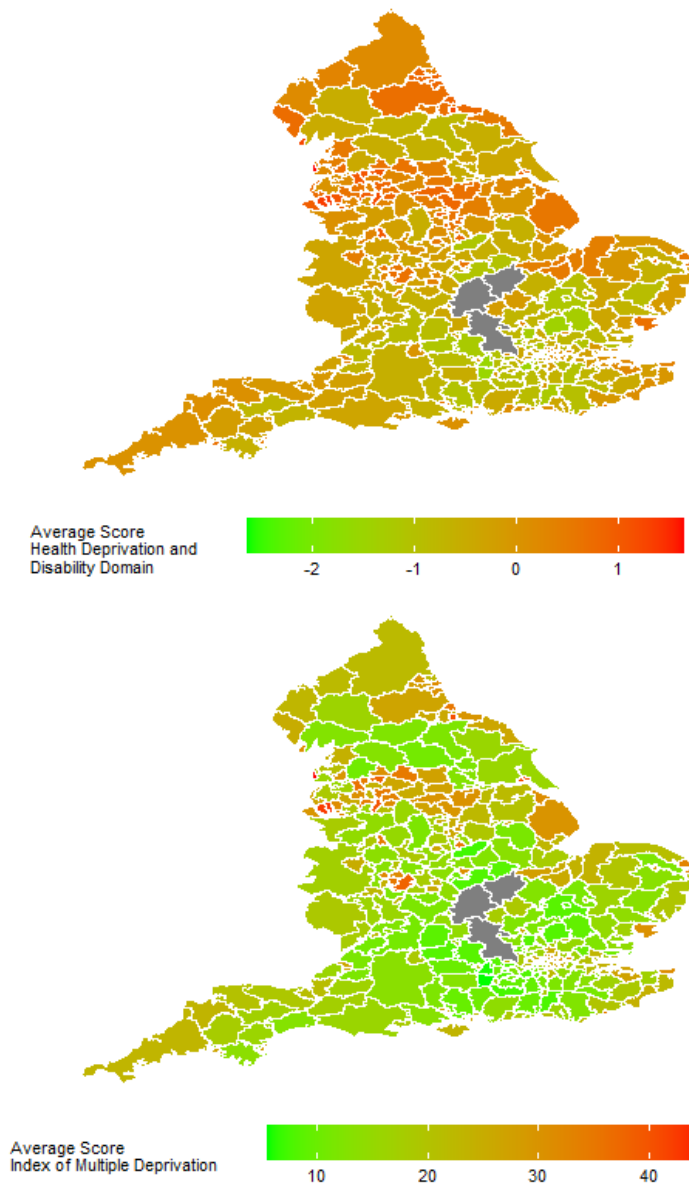 Average Score
Health Deprivation and
Disability Domain
-2 -1 0 1
Average Score
Index of Multiple Deprivation
10 20 30 40